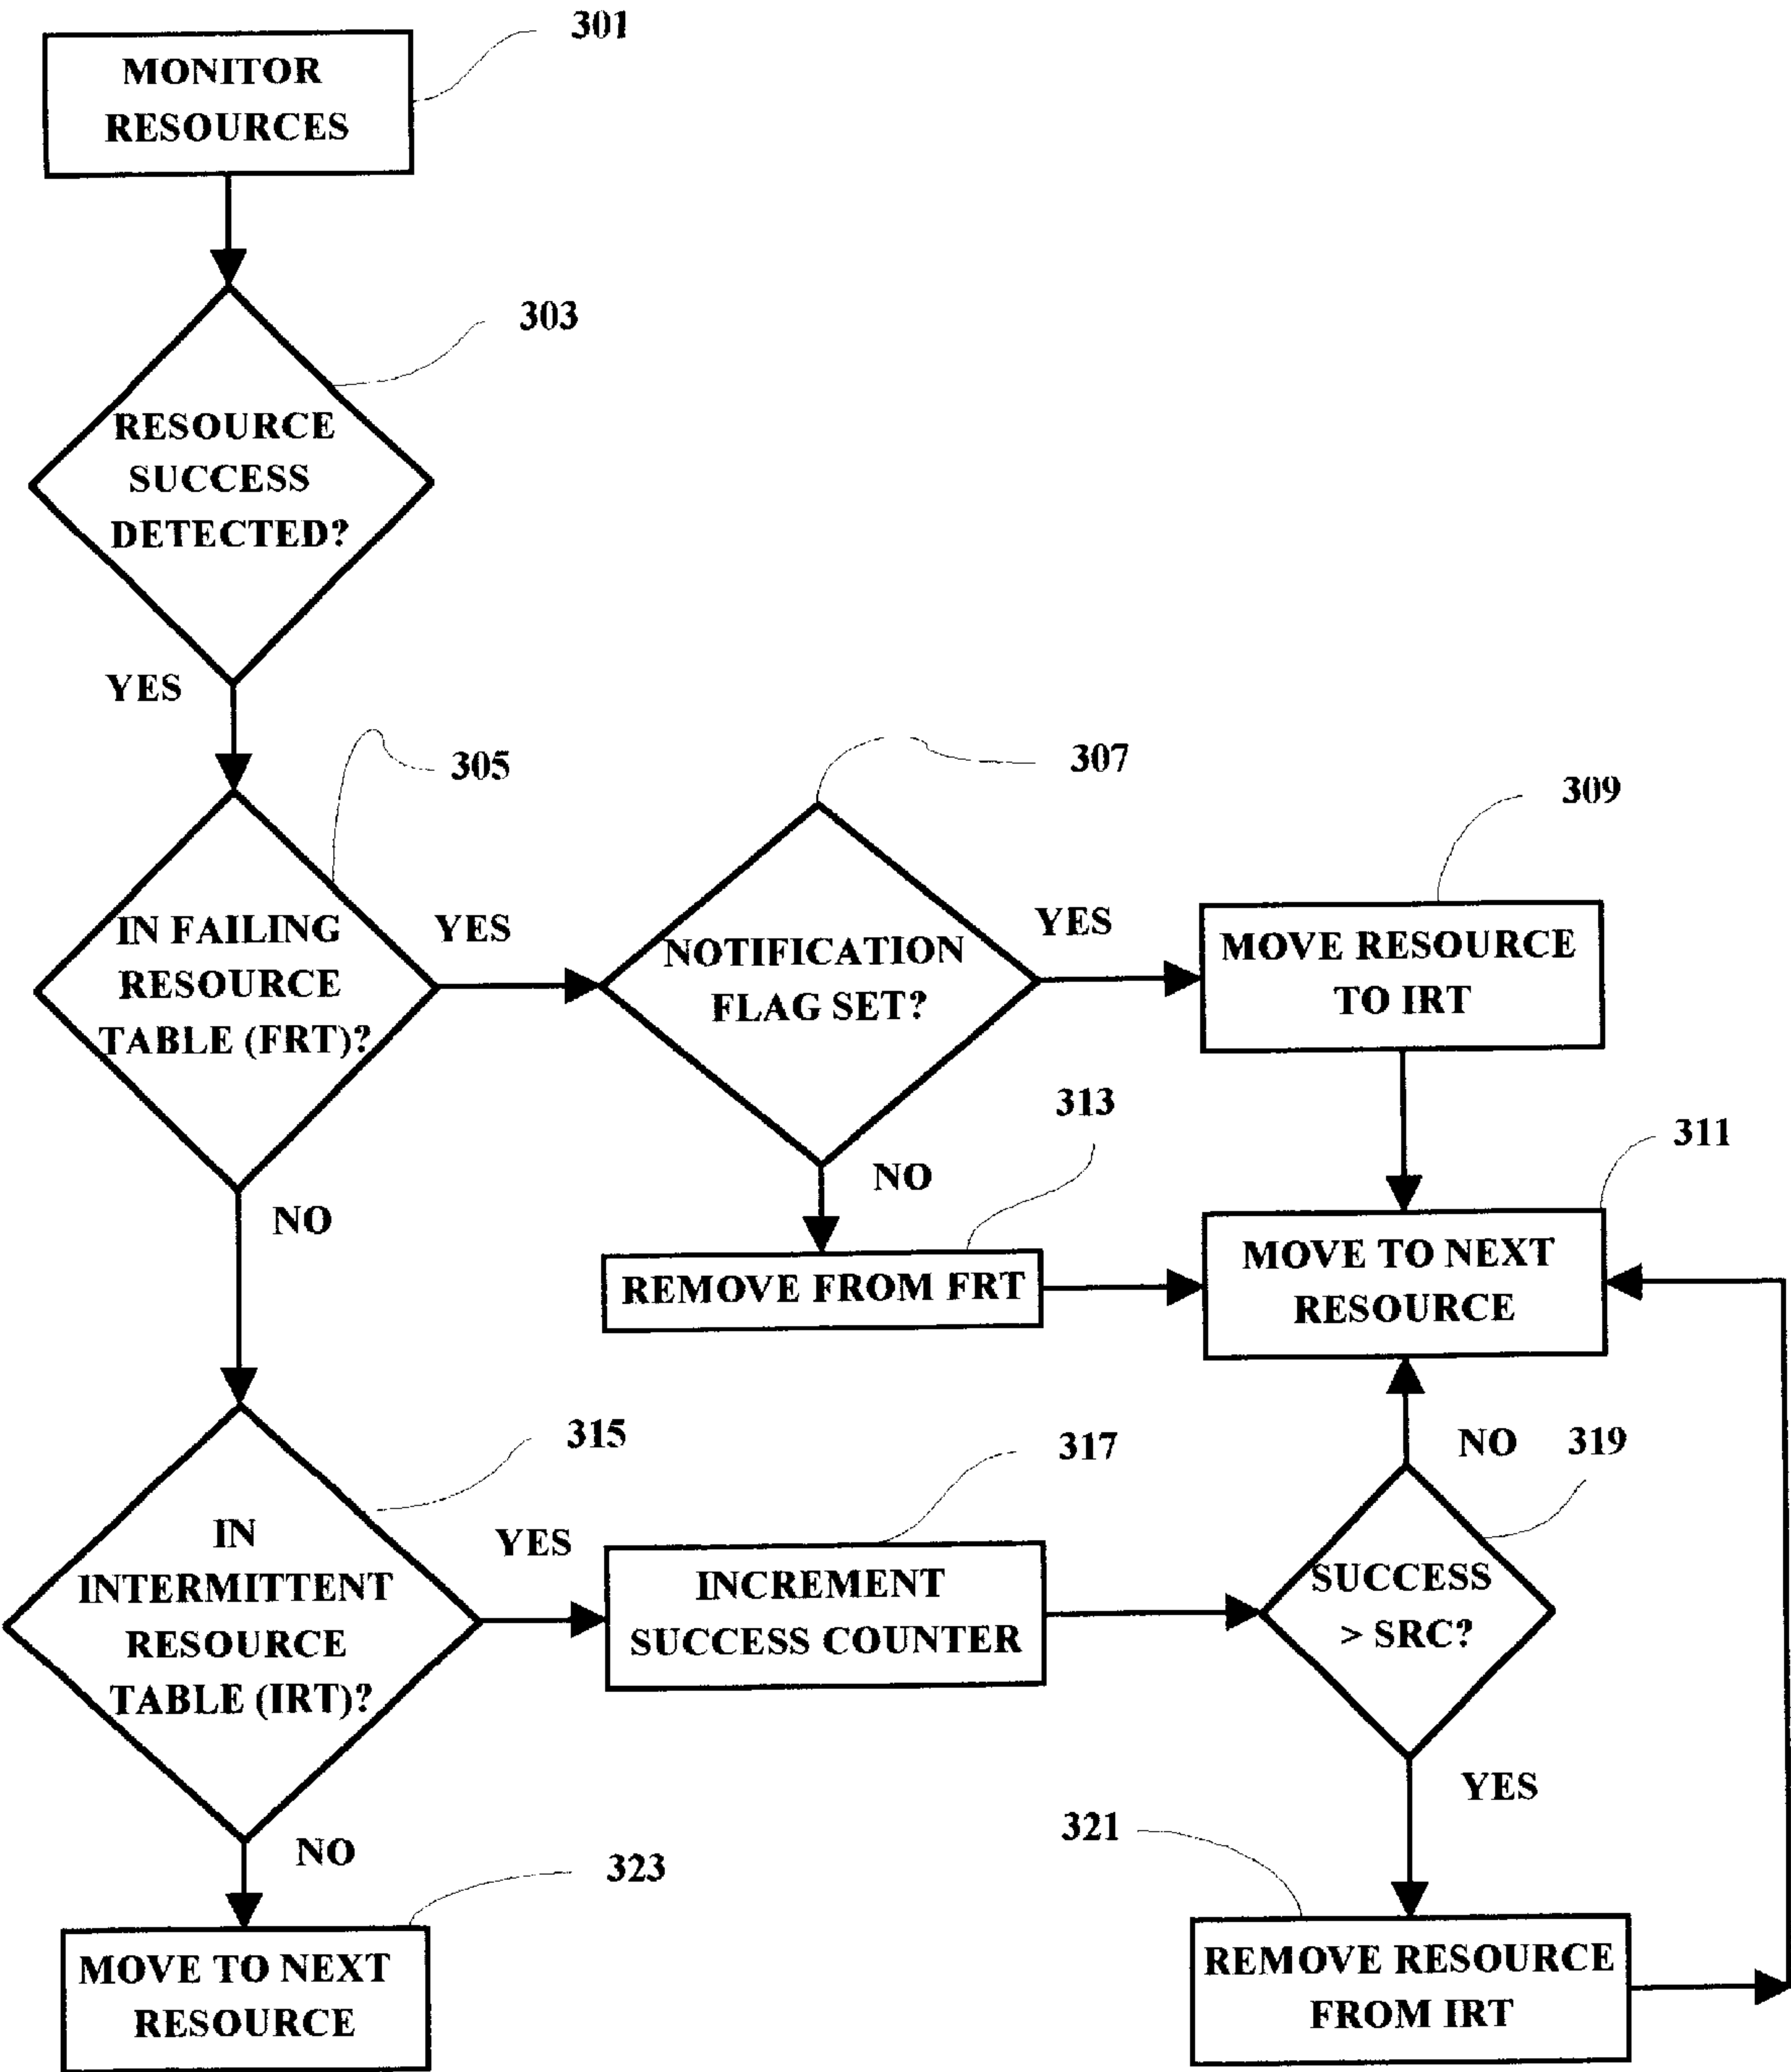 301
MONITOR
RESOURCES
303
RESOURCE
SUCCESS
DETECTED?
YES
305
IN FAILING
RESOURCE
TABLE (FRT)?
YES
307
NOTIFICATION
FLAG SET?
YES
309
MOVE RESOURCE
TO IRT
NO
313
REMOVE FROM FRT
311
MOVE TO NEXT
RESOURCE
NO
315
IN
INTERMITTENT
RESOURCE
TABLE (IRT)?
YES
317
INCREMENT
SUCCESS COUNTER
NO
319
SUCCESS
> SRC?
YES
321
REMOVE RESOURCE
FROM IRT
NO
323
MOVE TO NEXT
RESOURCE